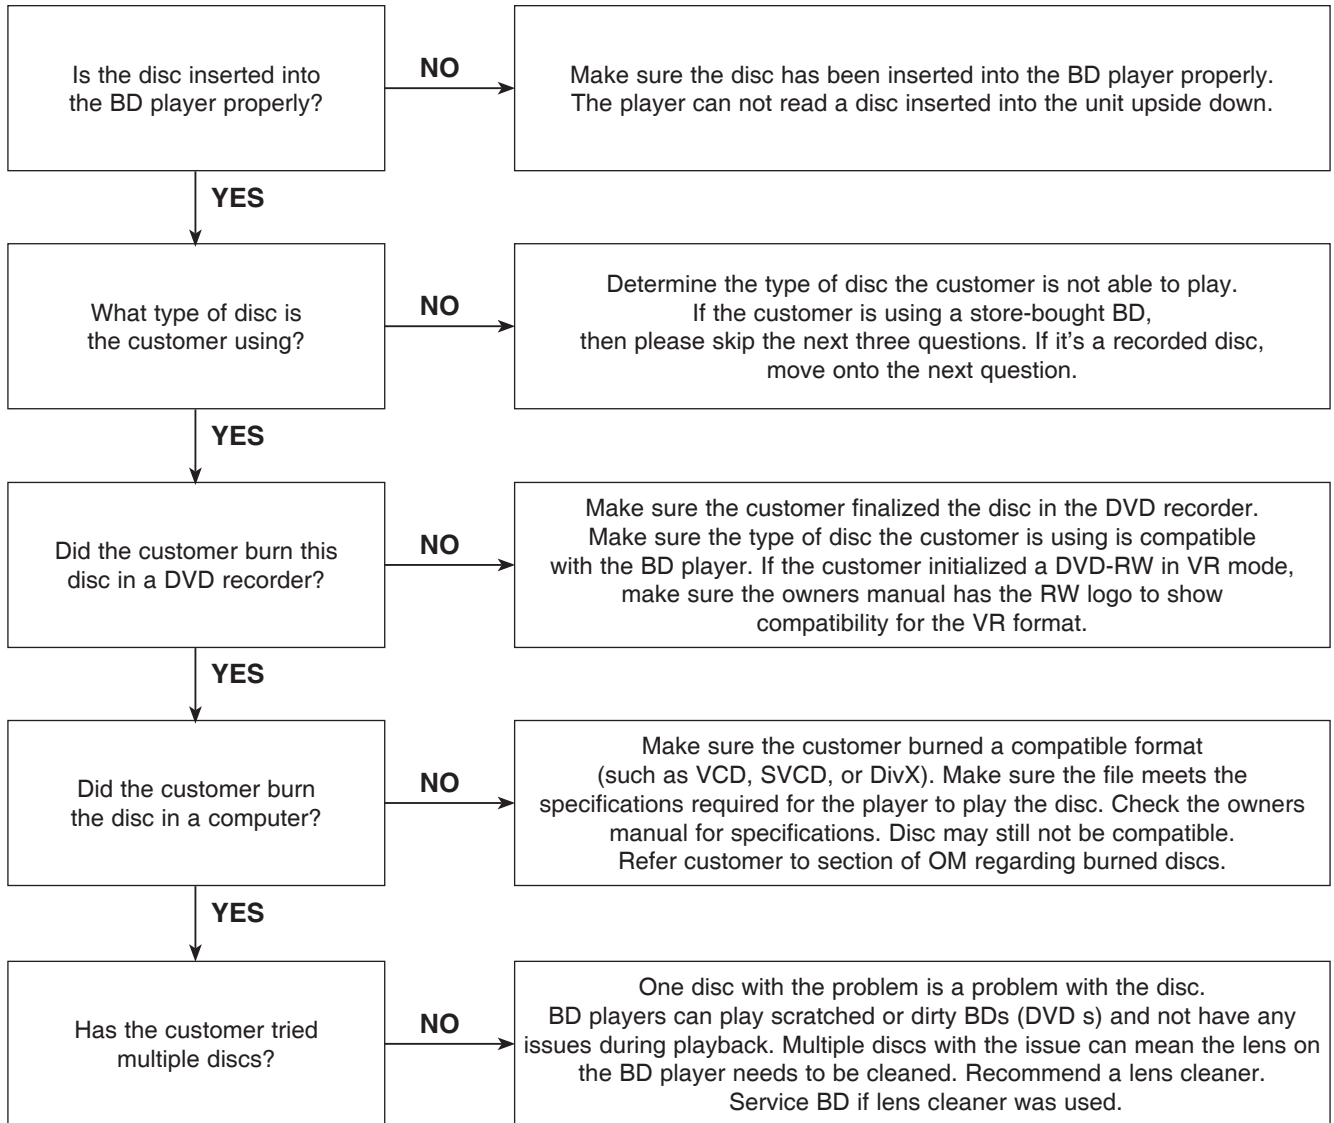 Is the disc inserted into
the BD player properly?
NO
Make sure the disc has been inserted into the BD player properly.
The player can not read a disc inserted into the unit upside down.
YES
What type of disc is
the customer using?
NO
Determine the type of disc the customer is not able to play.
If the customer is using a store-bought BD,
then please skip the next three questions. If it's a recorded disc,
move onto the next question.
YES
Did the customer burn this
disc in a DVD recorder?
NO
Make sure the customer finalized the disc in the DVD recorder.
Make sure the type of disc the customer is using is compatible
with the BD player. If the customer initialized a DVD-RW in VR mode,
make sure the owners manual has the RW logo to show
compatibility for the VR format.
YES
Did the customer burn
the disc in a computer?
NO
Make sure the customer burned a compatible format
(such as VCD, SVCD, or DivX). Make sure the file meets the
specifications required for the player to play the disc. Check the owners
manual for specifications. Disc may still not be compatible.
Refer customer to section of OM regarding burned discs.
YES
Has the customer tried
multiple discs?
NO
One disc with the problem is a problem with the disc.
BD players can play scratched or dirty BDs (DVD s) and not have any
issues during playback. Multiple discs with the issue can mean the lens on
the BD player needs to be cleaned. Recommend a lens cleaner.
Service BD if lens cleaner was used.